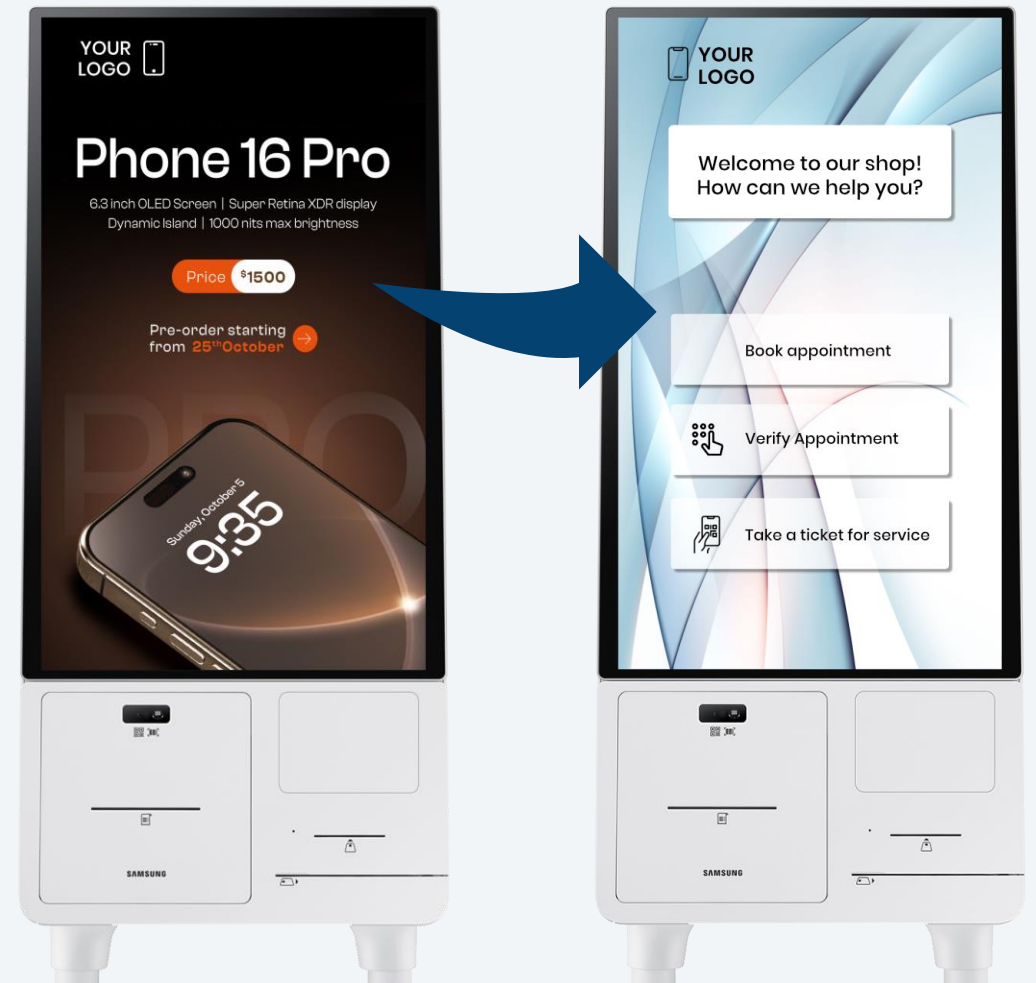 YOUR
LOGO
Phone 16 Pro
6.3 inch OLED Screen | Super Retina XDR display
Dynamic Island | 1000 nits max brightness
Price $1500
Pre-order starting
from 25thOctober
PRO
Sunday, October 5
9:35
SAMSUNG
YOUR
LOGO
Welcome to our shop!
How can we help you?
Book appointment
Verify Appointment
Take a ticket for service
SAMSUNG